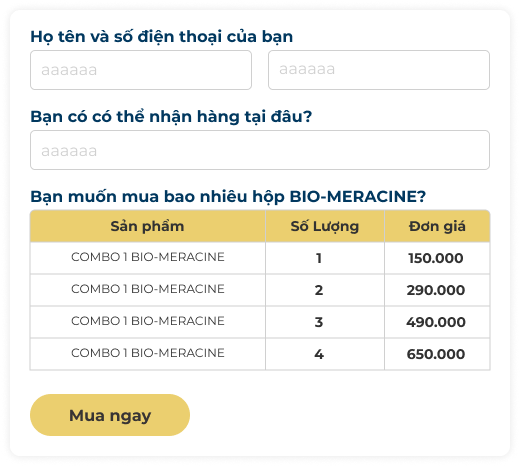 Họ tên và số điện thoại của bạn
aaaaaa aaaaaa
Bạn có có thể nhận hàng tại đâu?
aaaaaa
Bạn muốn mua bao nhiêu hộp BIO-MERACINE?
Sản phẩm Số Lượng Đơn giá
COMBO 1 BIO-MERACINE 1 150.000
COMBO 1 BIO-MERACINE 2 290.000
COMBO 1 BIO-MERACINE 3 490.000
COMBO 1 BIO-MERACINE 4 650.000
Mua ngay